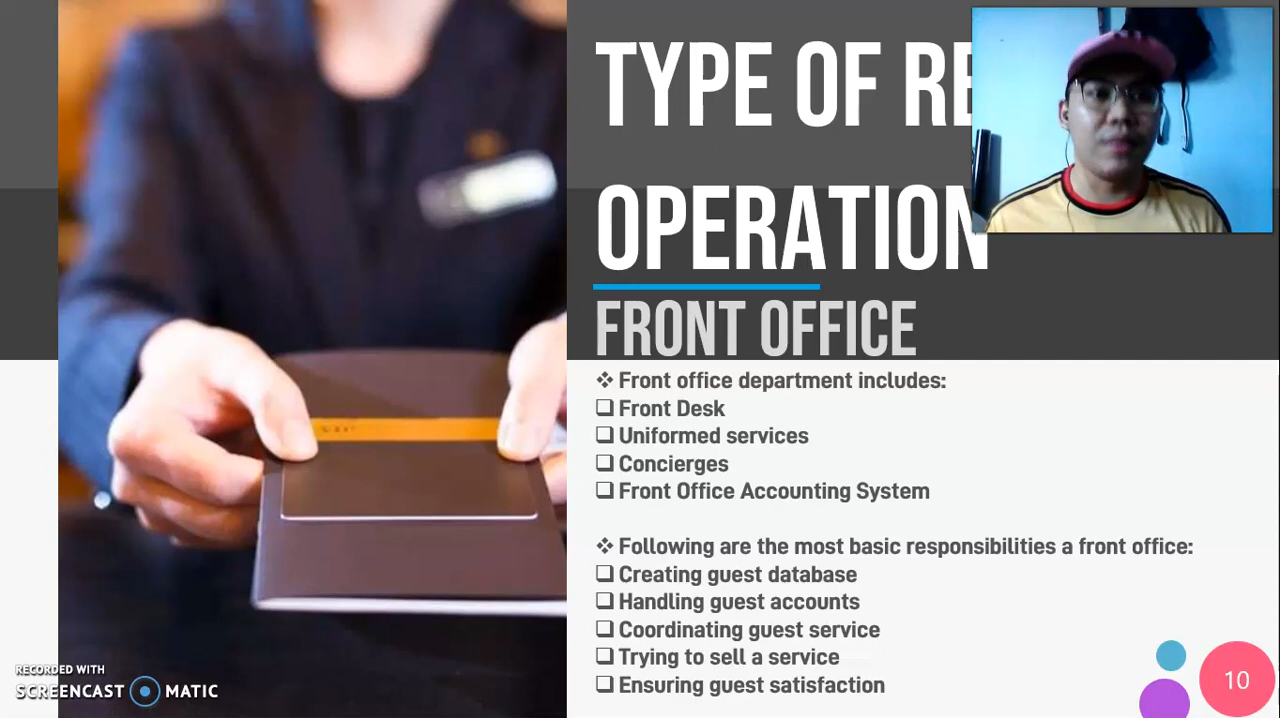 TYPE OF
OPERATION
FRONT OFFICE
❖ Front office department includes:
❑ Front Desk
❑ Uniformed services
❑ Concierges
❑ Front Office Accounting System
❖ Following are the most basic responsibilities a front office:
❑ Creating guest database
❑ Handling guest accounts
❑ Coordinating guest service
❑ Trying to sell a service
❑ Ensuring guest satisfaction
10
RECORDED WITH
SCREENCAST MATIC